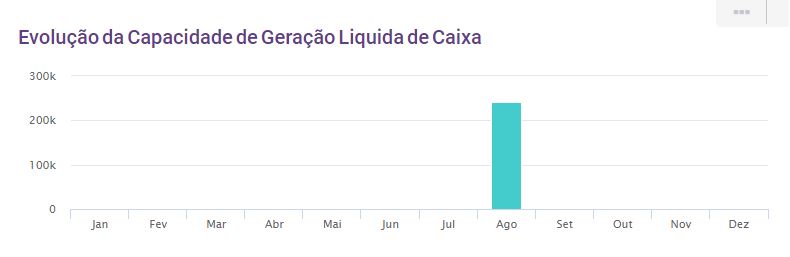 Evolução da Capacidade de Geração Liquida de Caixa
300k
200k
100k
0
Jan Fev Mar Abr Mai Jun Jul Ago Set Out Nov Dez